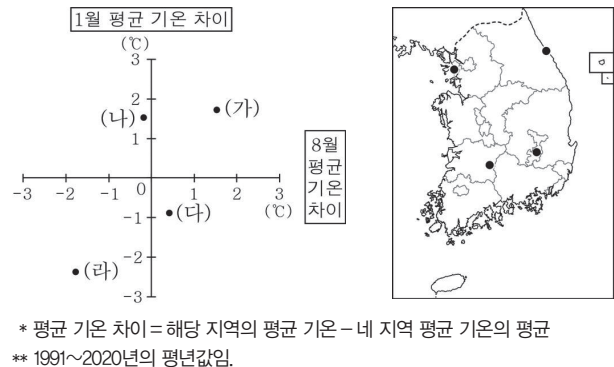 1월 평균 기온 차이
(℃)
3
2
(나)
(가)
1
8월
평균
기온
차이
-3
-2
-1
0
1
2
3
(℃)
-1
(다)
-2
(라)
-3
* 평균 기온 차이 = 해당 지역의 평균 기온 – 네 지역 평균 기온의 평균
** 1991~2020년의 평년값임.